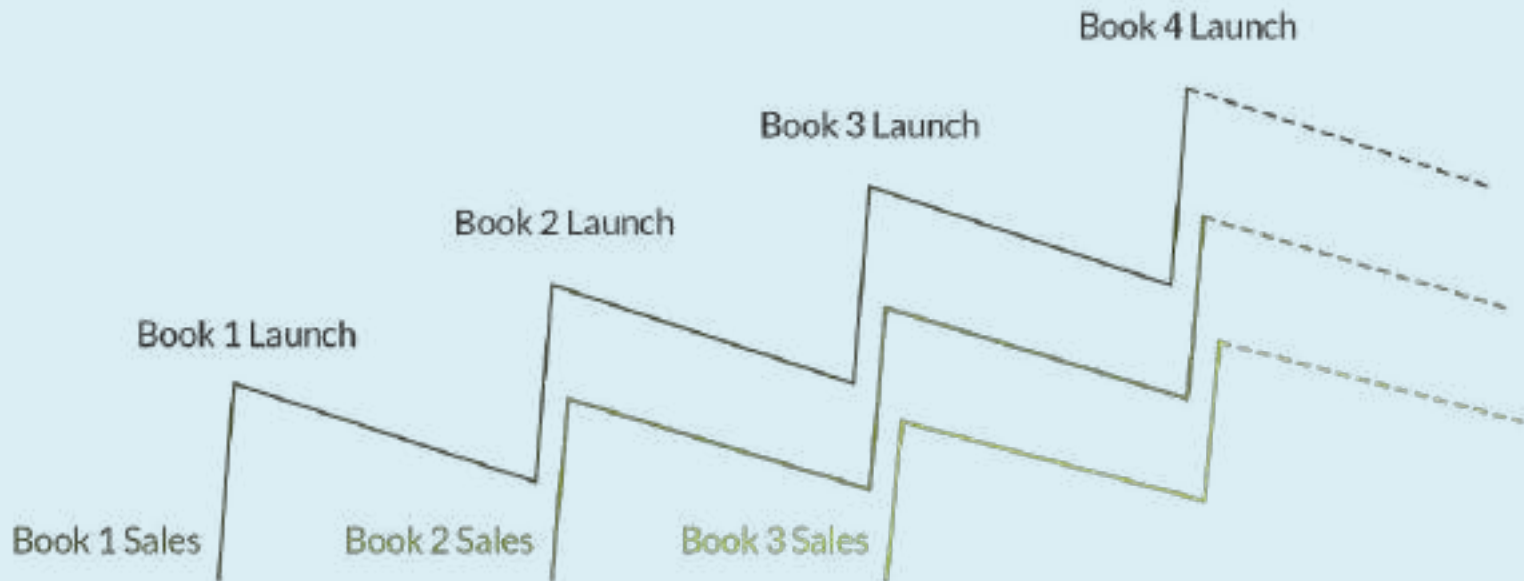 Book 4 Launch
Book 3 Launch
Book 2 Launch
Book 1 Launch
Book 1 Sales
Book 2 Sales
Book 3 Sales